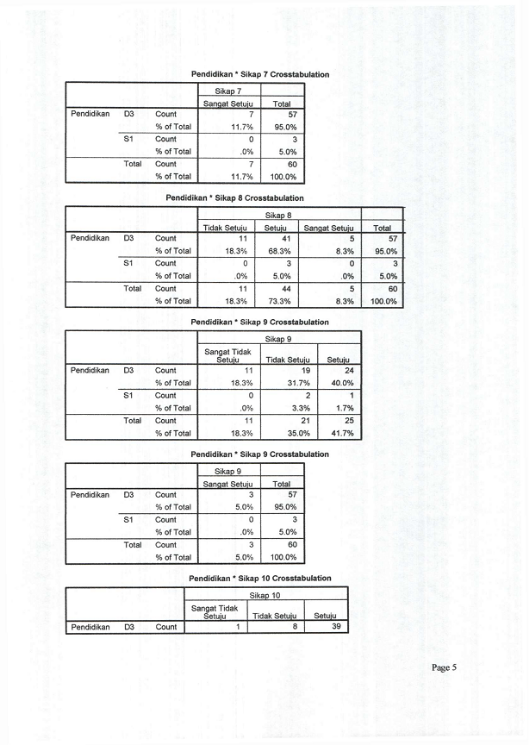 Pendidikan * Sikap 7 Crosstabulation
Sikap 7
Sangat Setuju Total
Pendidikan D3 Count 7 57
% of Total 11.7% 95.0%
S1 Count 0 3
% of Total .0% 5.0%
Total Count 7 60
% of Total 11.7% 100.0%
Pendidikan * Sikap 8 Crosstabulation
Sikap 8
Tidak Setuju Setuju Sangat Setuju Total
Pendidikan D3 Count 11 41 5 57
% of Total 18.3% 68.3% 8.3% 95.0%
S1 Count 0 3 0 3
% of Total .0% 5.0% .0% 5.0%
Total Count 11 44 5 60
% of Total 18.3% 73.3% 8.3% 100.0%
Pendidikan * Sikap 9 Crosstabulation
Sikap 9
Sangat Tidak
Setuju Tidak Setuju Setuju
Pendidikan D3 Count 11 19 24
% of Total 18.3% 31.7% 40.0%
S1 Count 0 2 1
% of Total .0% 3.3% 1.7%
Total Count 11 21 25
% of Total 18.3% 35.0% 41.7%
Pendidikan * Sikap 9 Crosstabulation
Sikap 9
Sangat Setuju Total
Pendidikan D3 Count 3 57
% of Total 5.0% 95.0%
S1 Count 0 3
% of Total .0% 5.0%
Total Count 3 60
% of Total 5.0% 100.0%
Pendidikan * Sikap 10 Crosstabulation
Sikap 10
Sangat Tidak
Setuju Tidak Setuju Setuju
Pendidikan D3 Count 1 8 39
Page 5